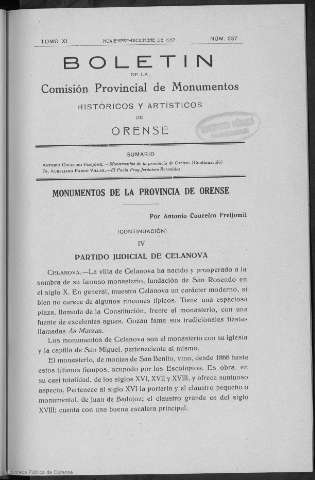 TOMO XI
NOVIEMBRE-DICIEMBRE DE 1937
NÚM. 237
BOLETIN
DE LA
Comisión Provincial de Monumentos
HISTÓRICOS Y ARTÍSTICOS
DE
ORENSE
SUMARIO
MONUMENTOS DE LA PROVINCIA DE ORENSE
Por Antonio Couceiro Freijomil
(CONTINUACIÓN)
IV
PARTIDO JUDICIAL DE CELANOVA
CELANOVA.—La villa de Celanova ha nacido y prosperado a la
sombra de su famoso monasterio, fundación de San Rosendo en
el siglo X. En general, muestra Celanova un carácter moderno, si
bien no carece de algunos rincones típicos. Tiene una espaciosa
plaza, llamada de la Constitución, frente al monasterio, con una
fuente de excelentes aguas. Gozan fama sus tradicionales fiestas
llamadas As Marzas.
Los monumentos de Celanova son el monasterio con su iglesia
y la capilla de San Miguel, perteneciente al mismo.
El monasterio, de monjes de San Benito, vino, desde 1868 hasta
estos últimos tiempos, ocupado por los Escolapios. Es obra, en
su casi totalidad, de los siglos XVI, XVII y XVIII, y ofrece suntuoso
aspecto. Pertenece al siglo XVI la portería y el claustro pequeño u
monumental, de Juan de Badajoz; el claustro grande es del siglo
XVIII; cuenta con una buena escalera principal.
Biblioteca Pública de Ourense